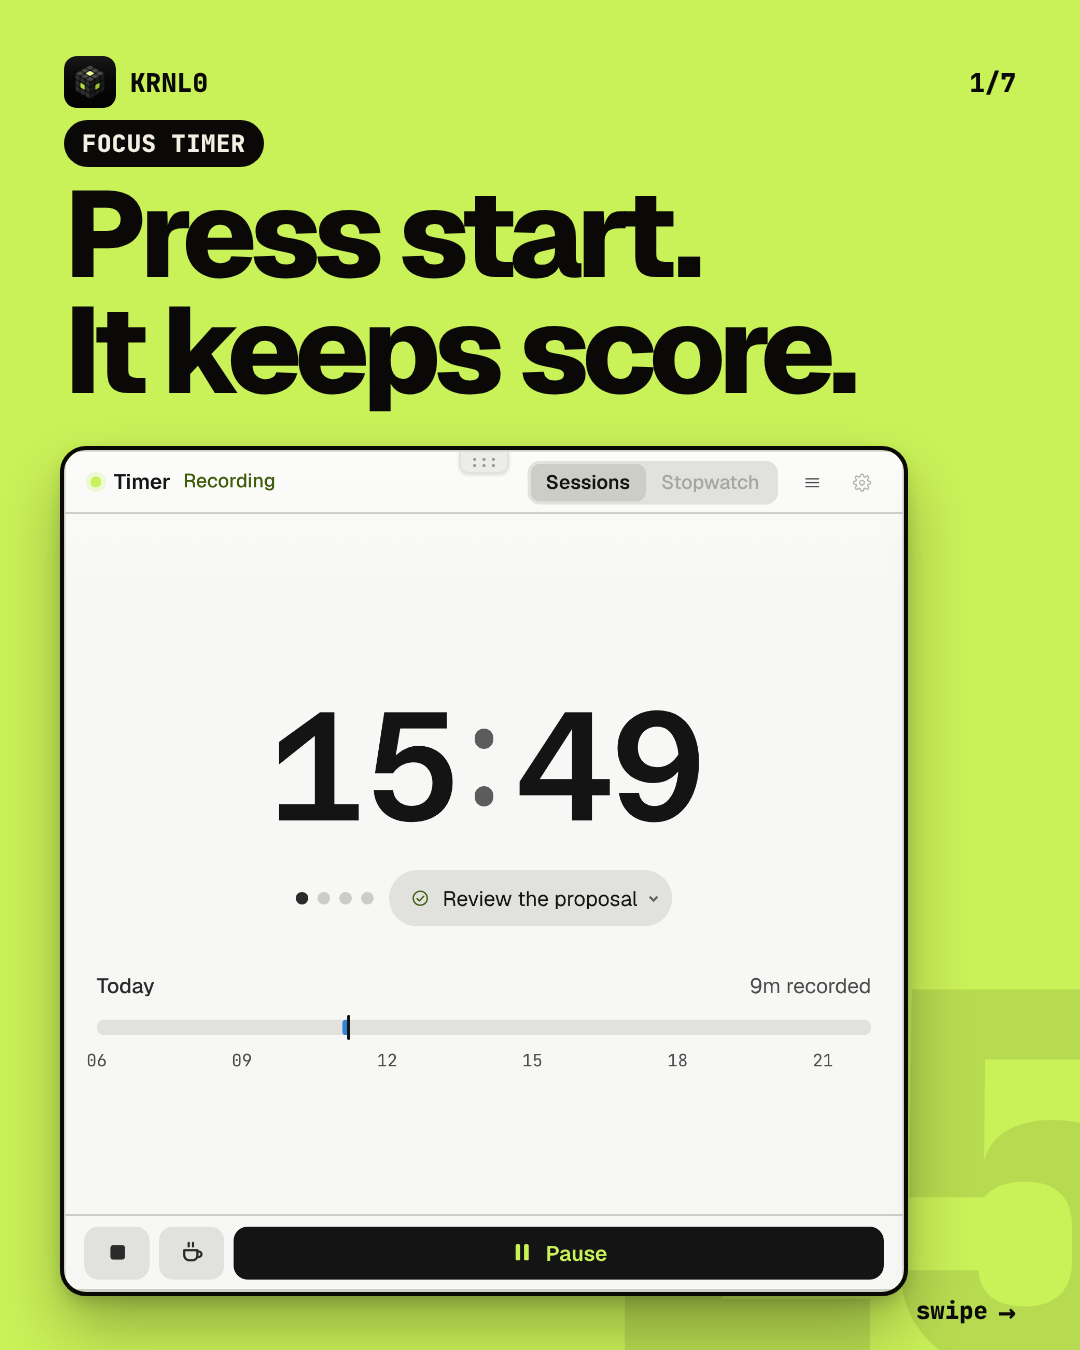 KRNL0
1/7
FOCUS TIMER
Press start.
It keeps score.
Timer Recording
Sessions Stopwatch
15:49
Review the proposal
Today
9m recorded
06 09 12 15 18 21
Pause
5
swipe →